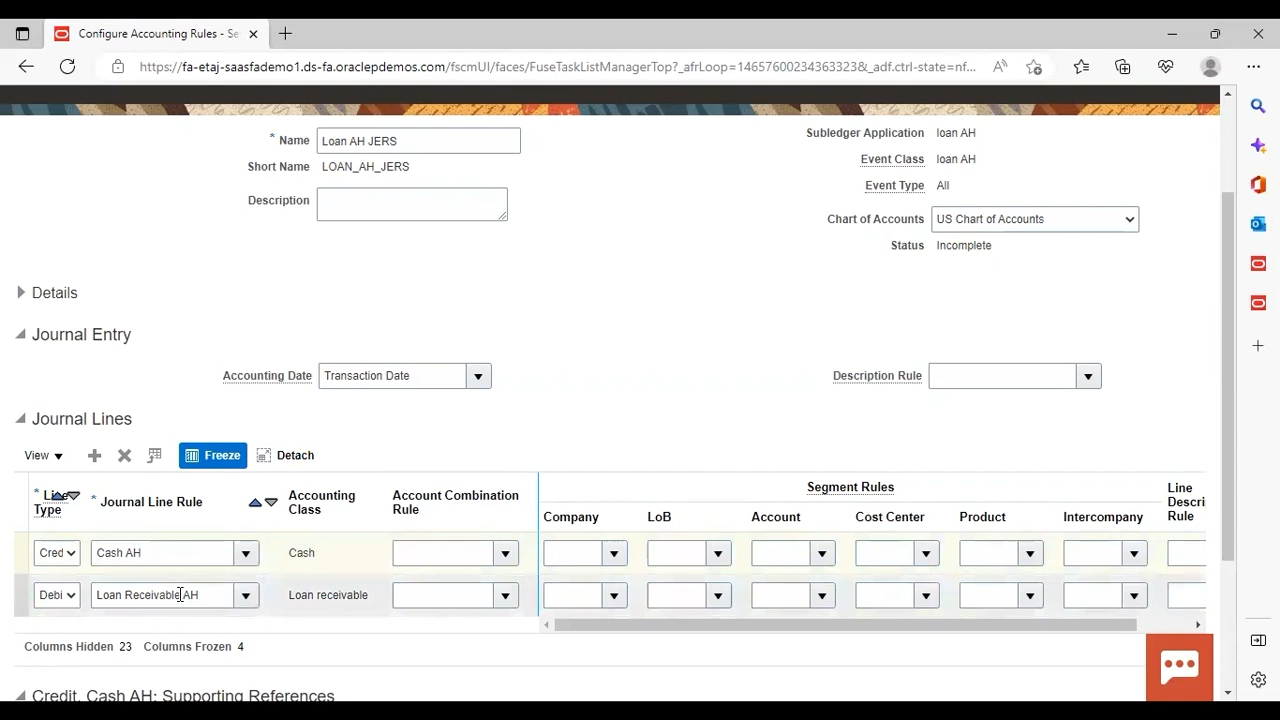 Configure Accounting Rules - Se
https://fa-etaj-saasfademo1.ds-fa.oraclepdemos.com/fscmUI/faces/FuseTaskListManagerTop?_afrLoop=14657600234363323&_adf.ctrl-state=nf...
* Name Loan AH JERS
Short Name LOAN_AH_JERS
Description
Subledger Application loan AH
Event Class loan AH
Event Type All
Chart of Accounts US Chart of Accounts
Status Incomplete
Details
Journal Entry
Accounting Date Transaction Date
Description Rule
Journal Lines
View Freeze Detach
* Line Type * Journal Line Rule Accounting Class Account Combination Rule Segment Rules Line Descri Rule
Company LoB Account Cost Center Product Intercompany
Cred Cash AH Cash
Debi Loan Receivable AH Loan receivable
Columns Hidden 23 Columns Frozen 4
Credit, Cash AH: Supporting References